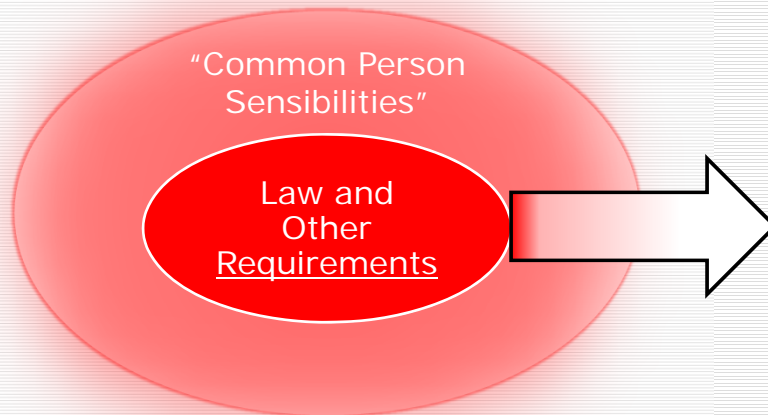 “Common Person
Sensibilities”
Law and
Other
Requirements